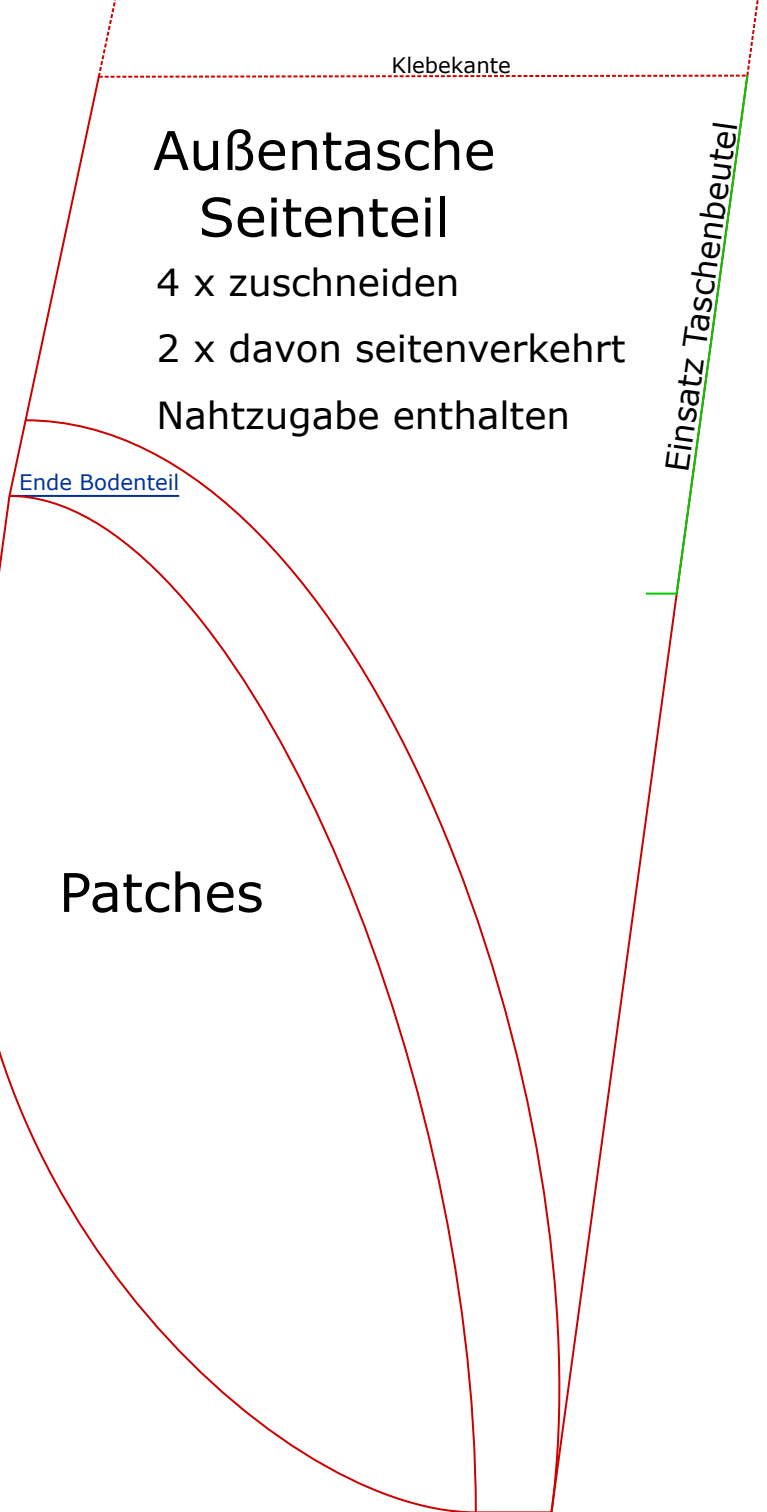 Klebekante
Außentasche
Seitenteil
4 x zuschneiden
2 x davon seitenverkehrt
Nahtzugabe enthalten
Einsatz Taschenbeutel
Ende Bodenteil
Patches